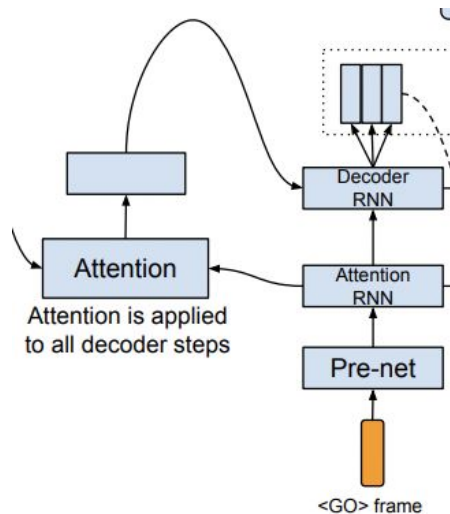 Decoder
RNN
Attention
Attention
RNN
Attention is applied
to all decoder steps
Pre-net
<GO> frame